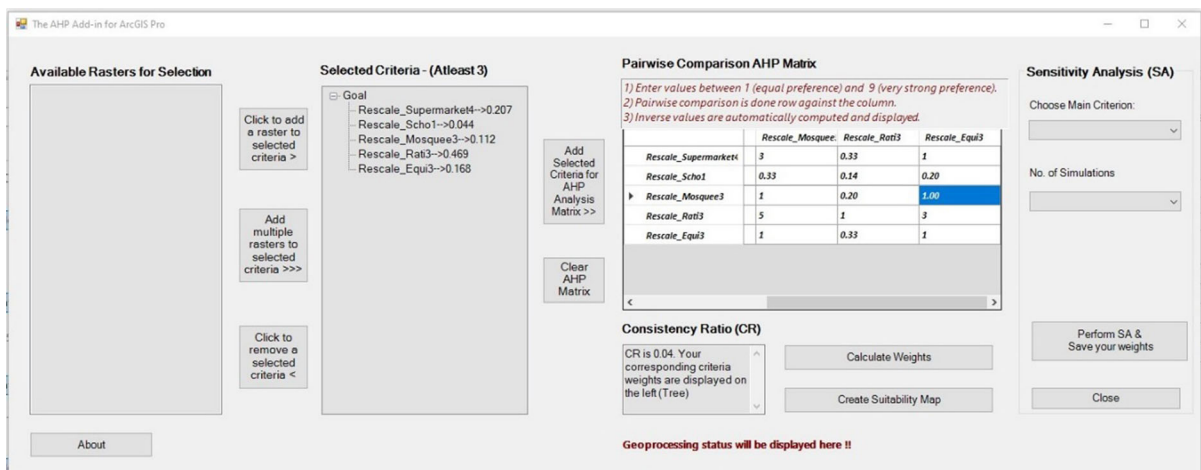 The AHP Add-in for ArcGIS Pro
Available Rasters for Selection
Click to add
a raster to
selected
criteria >
Add
multiple
rasters to
selected
criteria >>>
Click to
remove a
selected
criteria <
About
Selected Criteria - (Atleast 3)
Goal
Rescale_Supermarket4-->0.207
Rescale_Scho1-->0.044
Rescale_Mosquee3-->0.112
Rescale_Rati3-->0.469
Rescale_Equi3-->0.168
Add
Selected
Criteria for
AHP
Analysis
Matrix >>
Clear
AHP
Matrix
Pairwise Comparison AHP Matrix
1) Enter values between 1 (equal preference) and 9 (very strong preference).
2) Pairwise comparison is done row against the column.
3) Inverse values are automatically computed and displayed.
Rescale_Mosquee. Rescale_Rati3 Rescale_Equi3
Rescale_Supermarket4 3 0.33 1
Rescale_Scho1 0.33 0.14 0.20
Rescale_Mosquee3 1 0.20 1.00
Rescale_Rati3 5 1 3
Rescale_Equi3 1 0.33 1
Consistency Ratio (CR)
CR is 0.04. Your
corresponding criteria
weights are displayed on
the left (Tree)
Calculate Weights
Create Suitability Map
Geoprocessing status will be displayed here !!
Sensitivity Analysis (SA)
Choose Main Criterion:
No. of Simulations
Perform SA &
Save your weights
Close